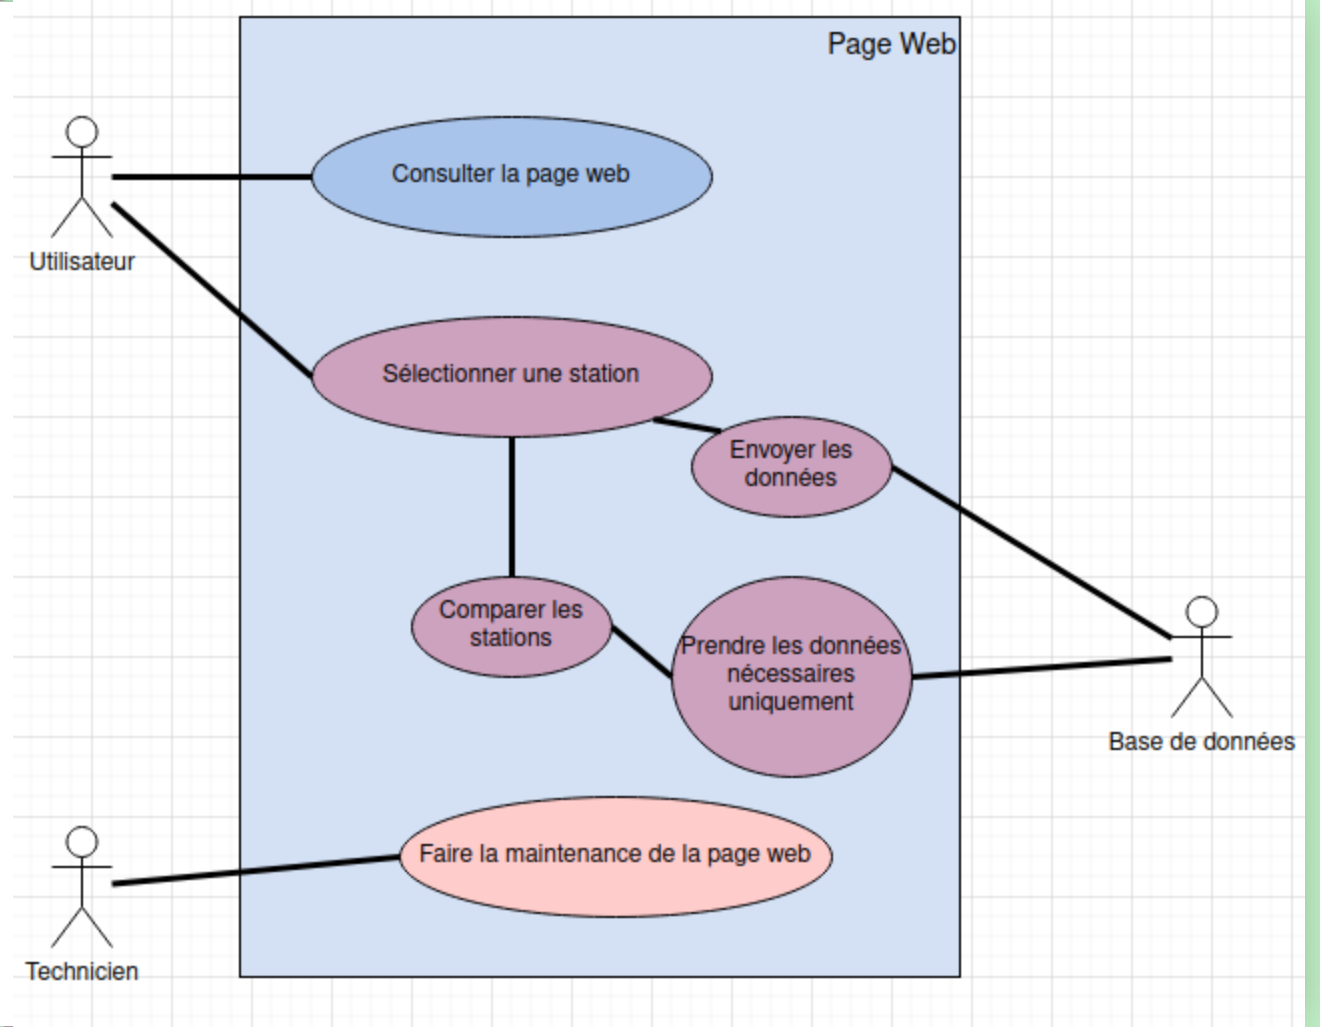 Page Web
Consulter la page web
Utilisateur
Sélectionner une station
Envoyer les
données
Comparer les
stations
Prendre les données
nécessaires
uniquement
Base de données
Faire la maintenance de la page web
Technicien